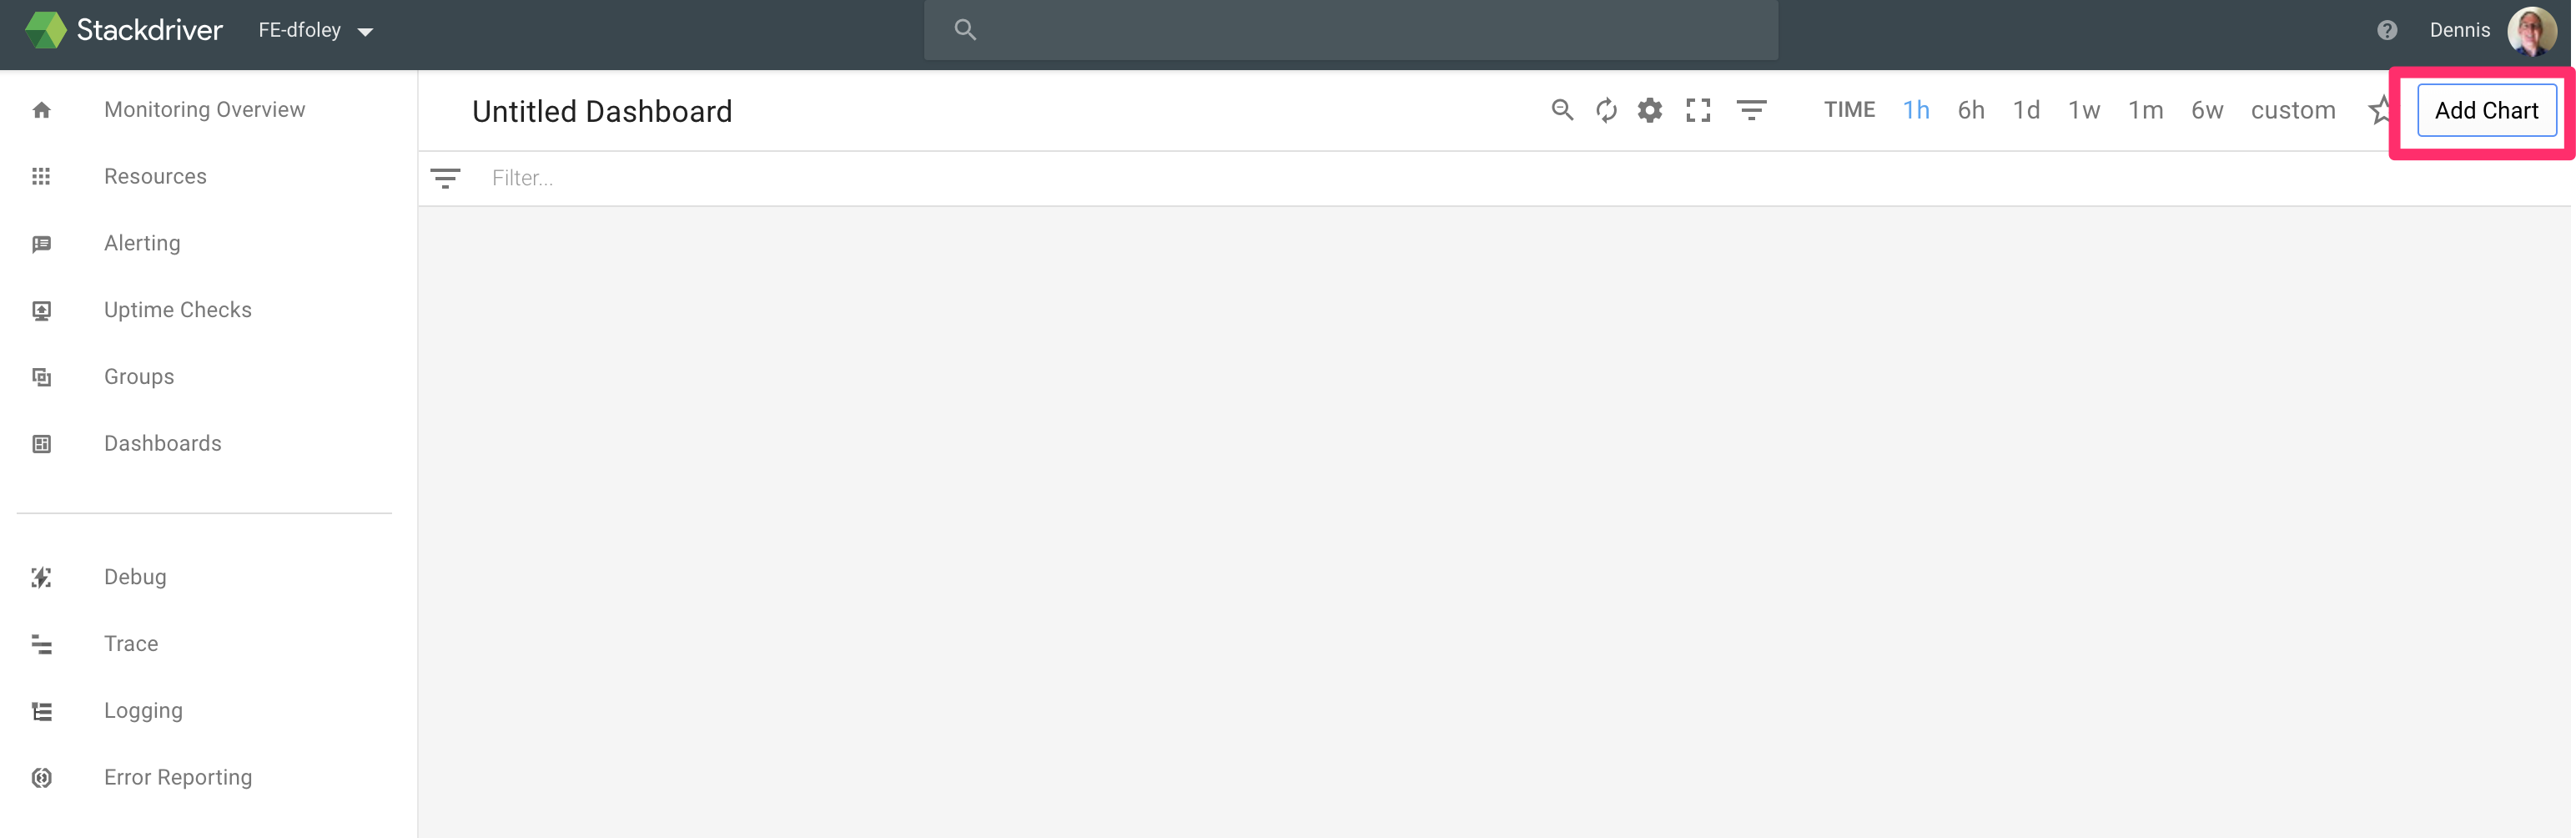 Stackdriver FE-dfoley
Dennis
Monitoring Overview
Resources
Alerting
Uptime Checks
Groups
Dashboards
Debug
Trace
Logging
Error Reporting
Untitled Dashboard
TIME 1h 6h 1d 1w 1m 6w custom
Add Chart
Filter...